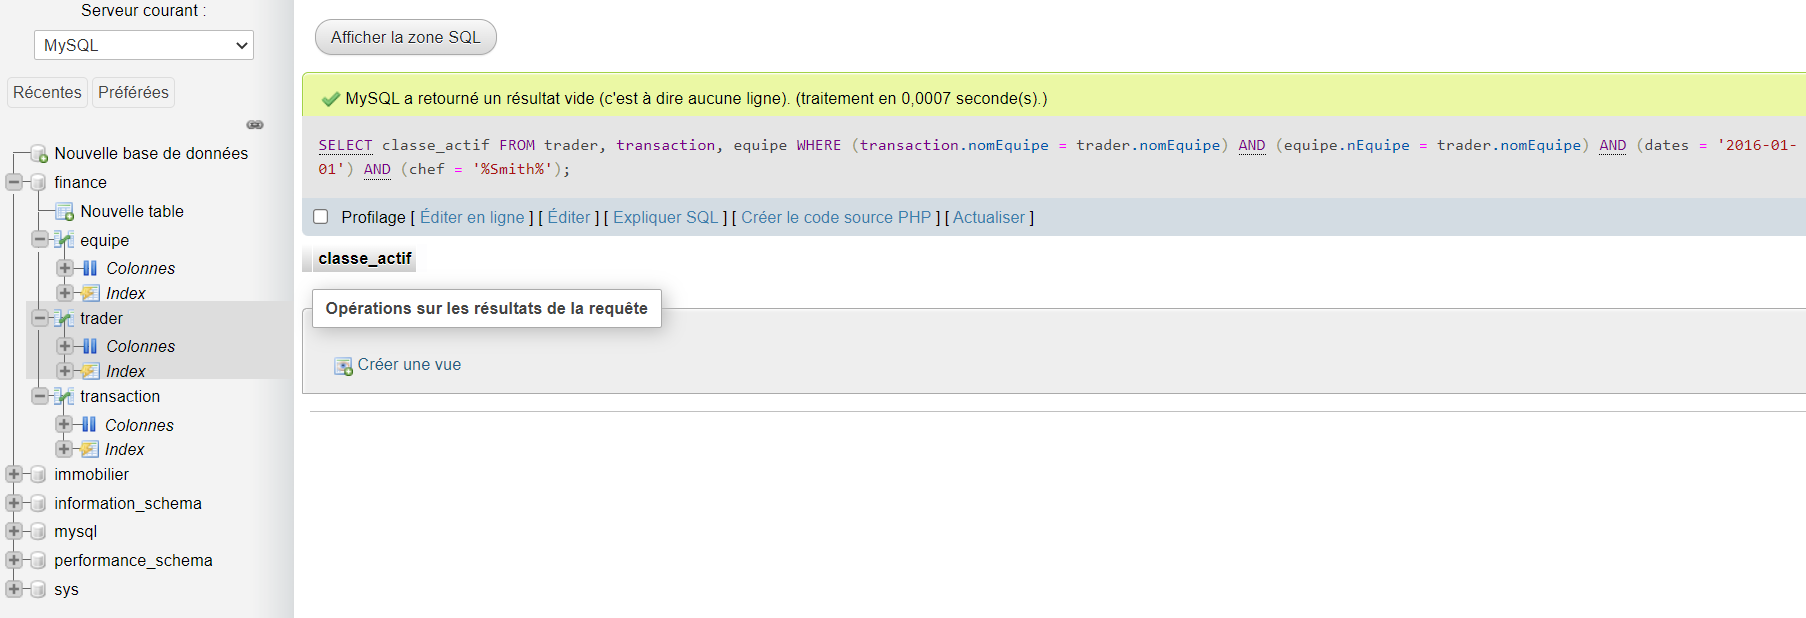 Serveur courant :
MySQL
Récentes
Préférées
Nouvelle base de données
finance
Nouvelle table
equipe
Colonnes
Index
trader
Colonnes
Index
transaction
Colonnes
Index
immobilier
information_schema
mysql
performance_schema
sys
Afficher la zone SQL
MySQL a retourné un résultat vide (c'est à dire aucune ligne). (traitement en 0,0007 seconde(s).)
SELECT classe_actif FROM trader, transaction, equipe WHERE (transaction.nomEquipe = trader.nomEquipe) AND (equipe.nEquipe = trader.nomEquipe) AND (dates = '2016-01-
01') AND (chef = '%Smith%');
Profilage [ Éditer en ligne ] [ Éditer ] [ Expliquer SQL ] [ Créer le code source PHP ] [ Actualiser ]
classe_actif
Opérations sur les résultats de la requête
Créer une vue